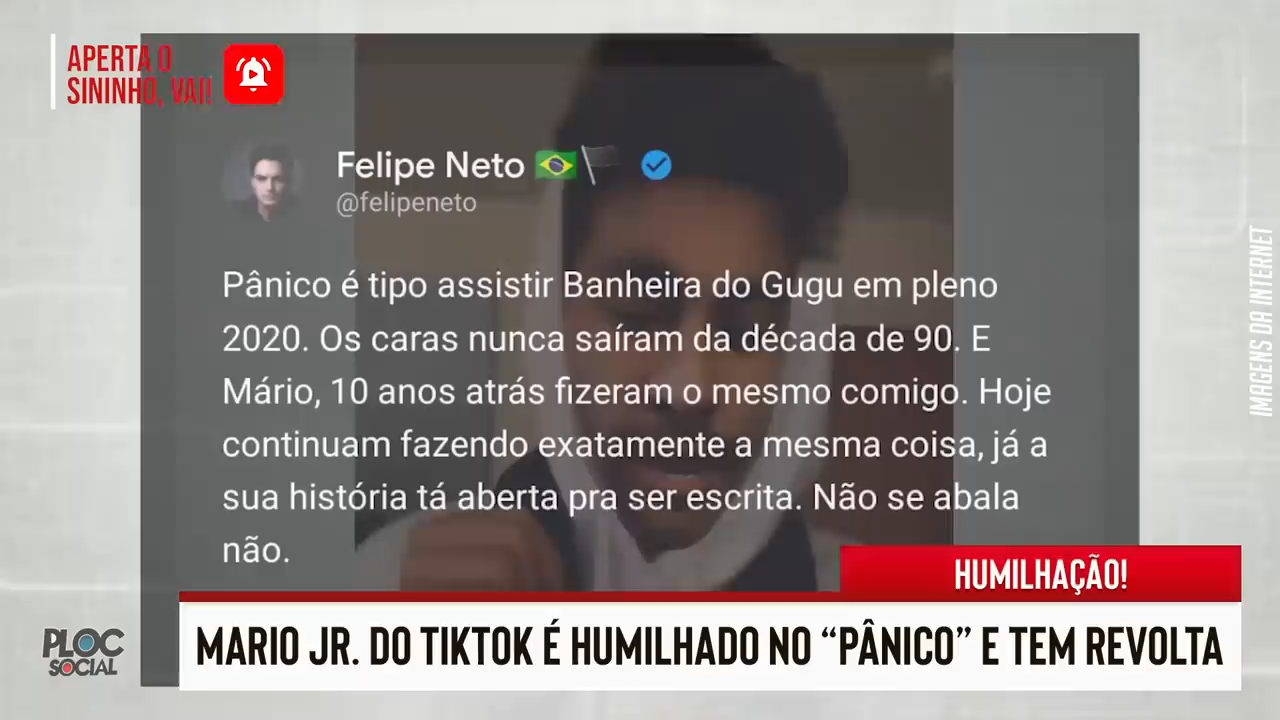 APERTA O
SININHO, VAI!
Felipe Neto
@felipeneto
Pânico é tipo assistir Banheira do Gugu em pleno
2020. Os caras nunca saíram da década de 90. E
Mário, 10 anos atrás fizeram o mesmo comigo. Hoje
continuam fazendo exatamente a mesma coisa, já a
sua história tá aberta pra ser escrita. Não se abala
não.
IMAGENS DA INTERNET
HUMILHAÇÃO!
MARIO JR. DO TIKTOK É HUMILHADO NO “PÂNICO” E TEM REVOLTA
PLOC
SOCIAL